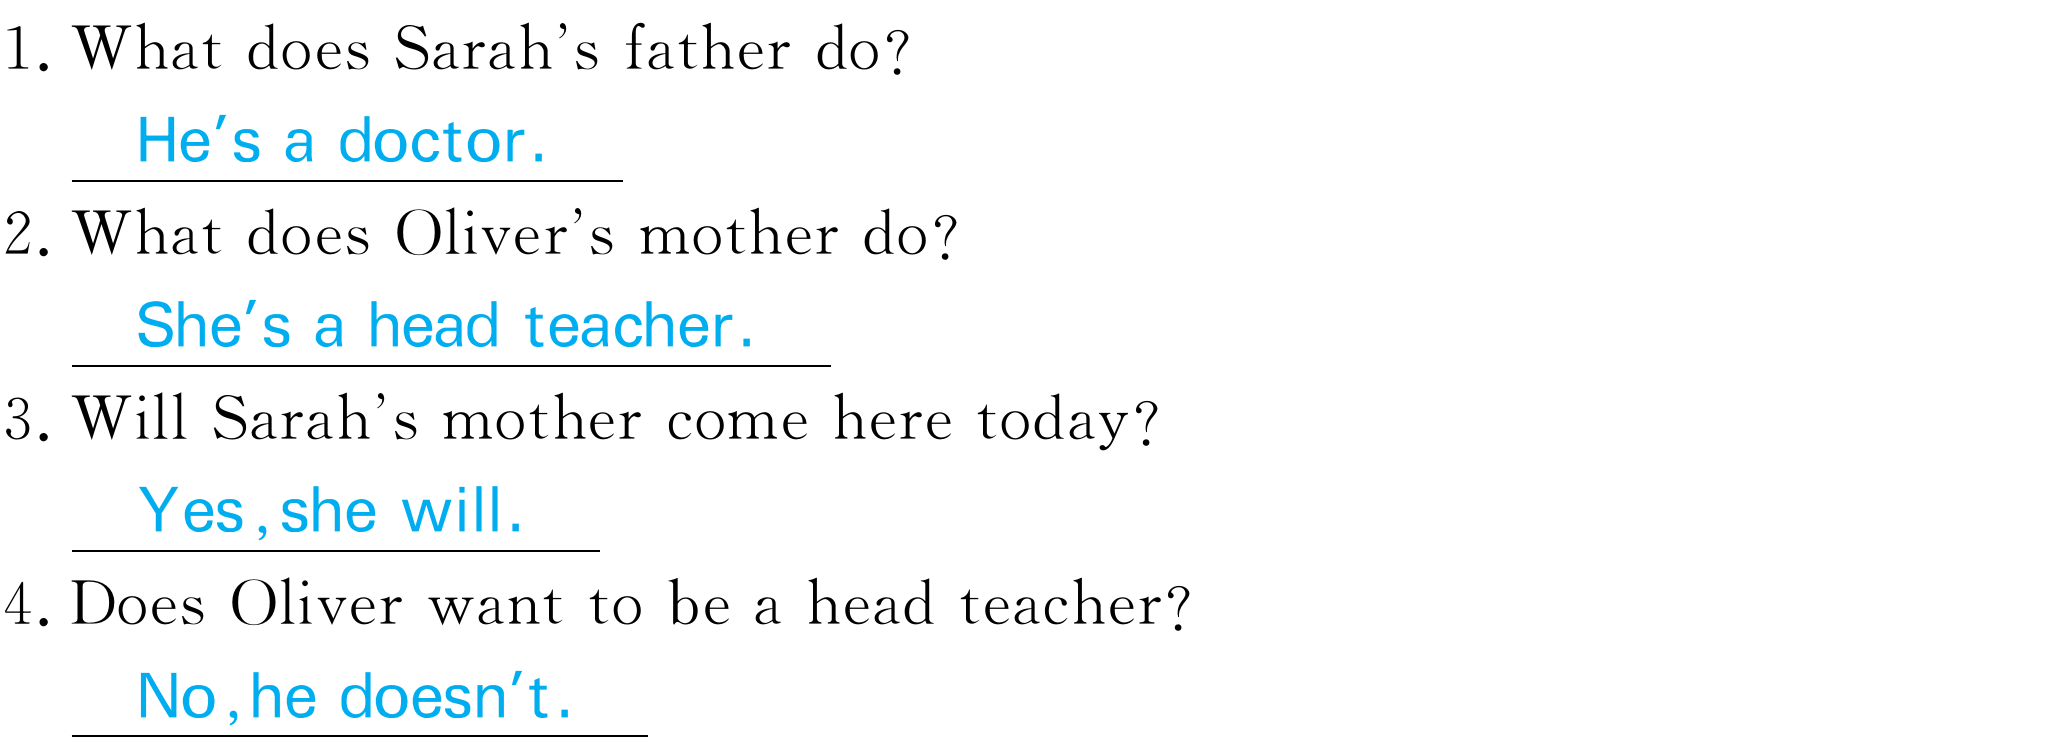 1. What does Sarah's father do?
He's a doctor.
2. What does Oliver's mother do?
She's a head teacher.
3. Will Sarah's mother come here today?
Yes, she will.
4. Does Oliver want to be a head teacher?
No, he doesn't.